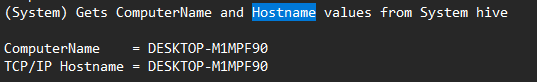 (System) Gets ComputerName and Hostname values from System hive
ComputerName    = DESKTOP-M1MPF90
TCP/IP Hostname = DESKTOP-M1MPF90